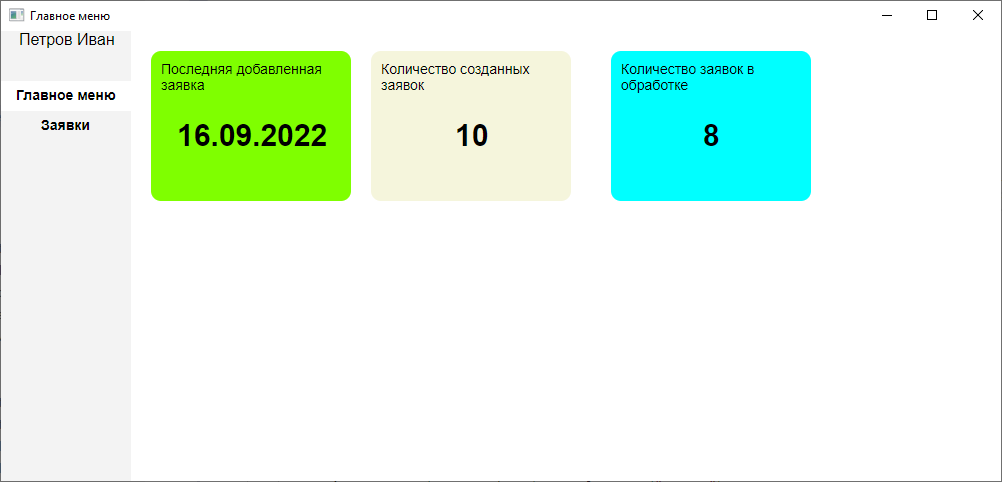 Главное меню
Петров Иван
Главное меню
Заявки
Последняя добавленная
заявка
16.09.2022
Количество созданных
заявок
10
Количество заявок в
обработке
8